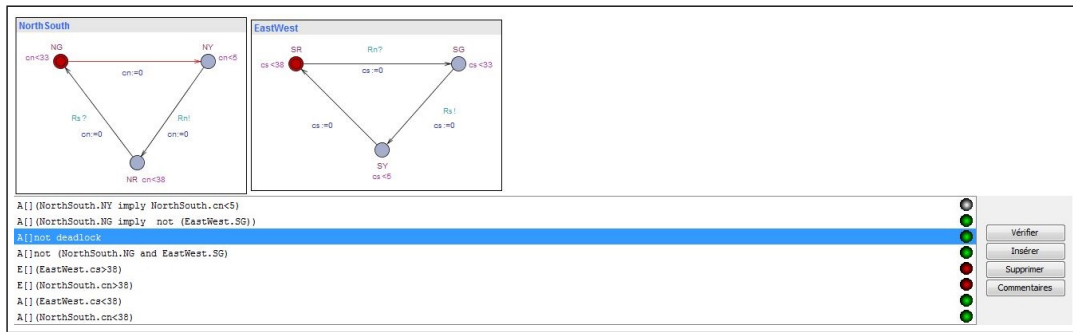 NorthSouth
NG
NY
cn<33
cn<5
cn:=0
Rs?
Rn!
cn:=0
cn:=0
NR cn<38
EastWest
SR
Rn?
SG
cs<38
cs:=0
cs<33
Rs!
cs:=0
cs:=0
SY
cs<5
A[](NorthSouth.NY imply NorthSouth.cn<5)
A[](NorthSouth.NG imply not (EastWest.SG))
A[]not deadlock
A[]not (NorthSouth.NG and EastWest.SG)
E[](EastWest.cs>38)
E[](NorthSouth.cn>38)
A[](EastWest.cs<38)
A[](NorthSouth.cn<38)
Vérifier
Insérer
Supprimer
Commentaires